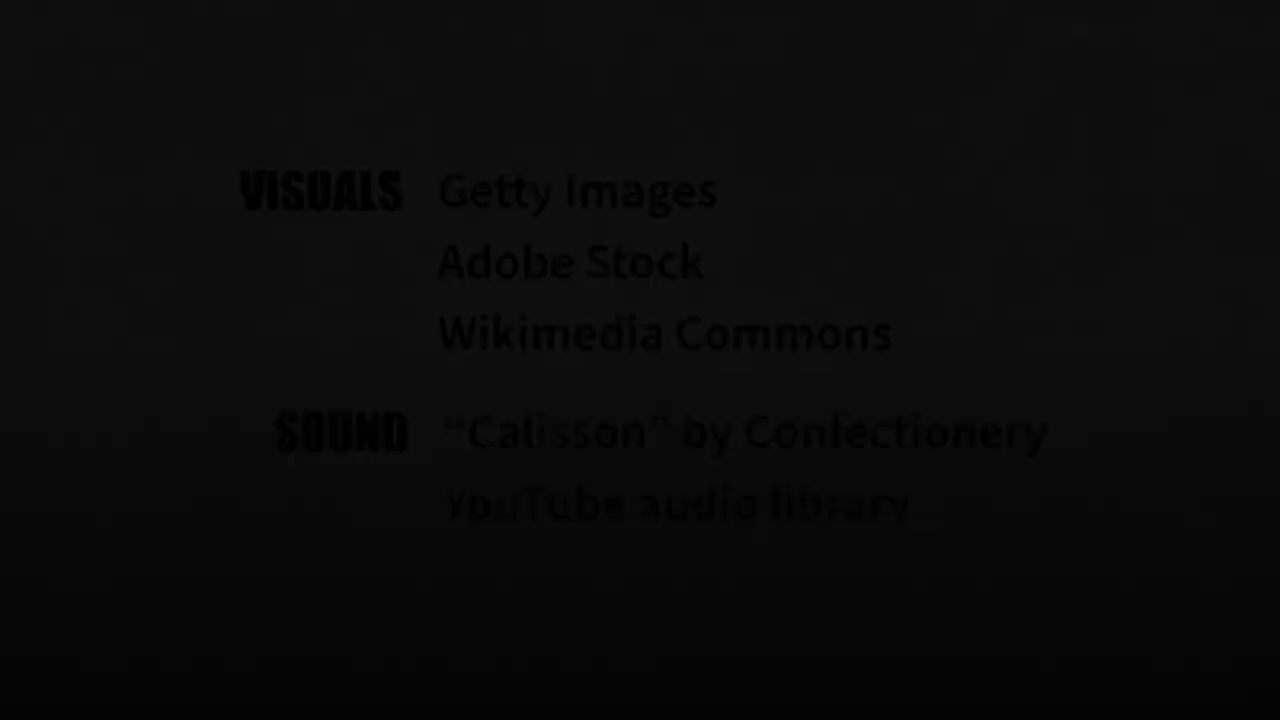 VISUALS Getty Images
Adobe Stock
Wikimedia Commons
SOUND "Calisson" by Confectionery
YouTube audio library